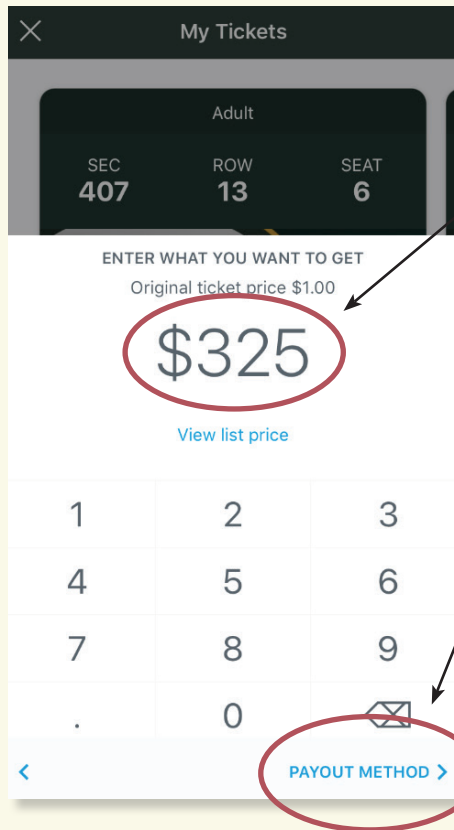 My Tickets
Adult
SEC ROW SEAT
407 13 6
ENTER WHAT YOU WANT TO GET
Original ticket price $1.00
$325
View list price
1 2 3
4 5 6
7 8 9
. 0
PAYOUT METHOD